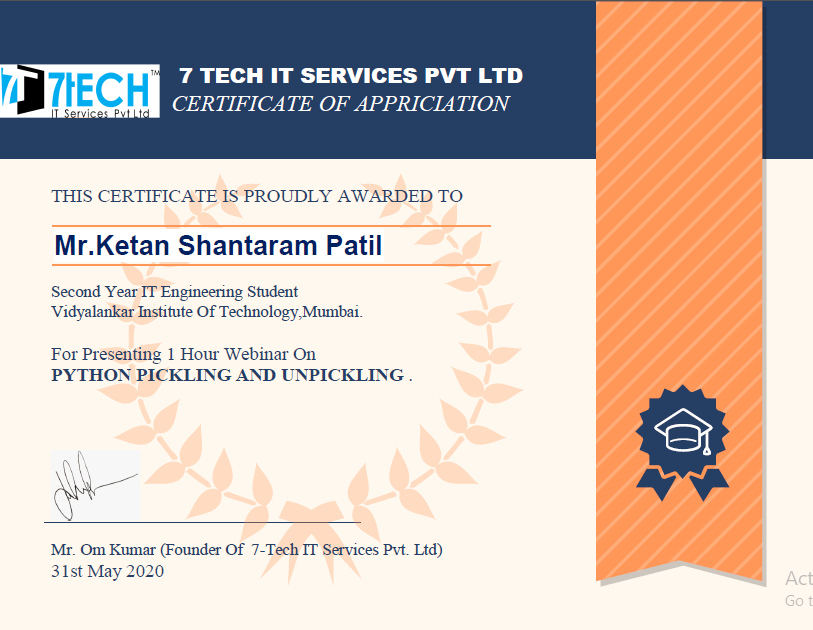 7 TECH IT SERVICES PVT LTD
7TECH TM
IT Services Pvt Ltd
CERTIFICATE OF APPRICIATION
THIS CERTIFICATE IS PROUDLY AWARDED TO
Mr.Ketan Shantaram Patil
Second Year IT Engineering Student
Vidyalankar Institute Of Technology,Mumbai.
For Presenting 1 Hour Webinar On
PYTHON PICKLING AND UNPICKLING .
Mr. Om Kumar (Founder Of 7-Tech IT Services Pvt. Ltd)
31st May 2020
Act
Go t